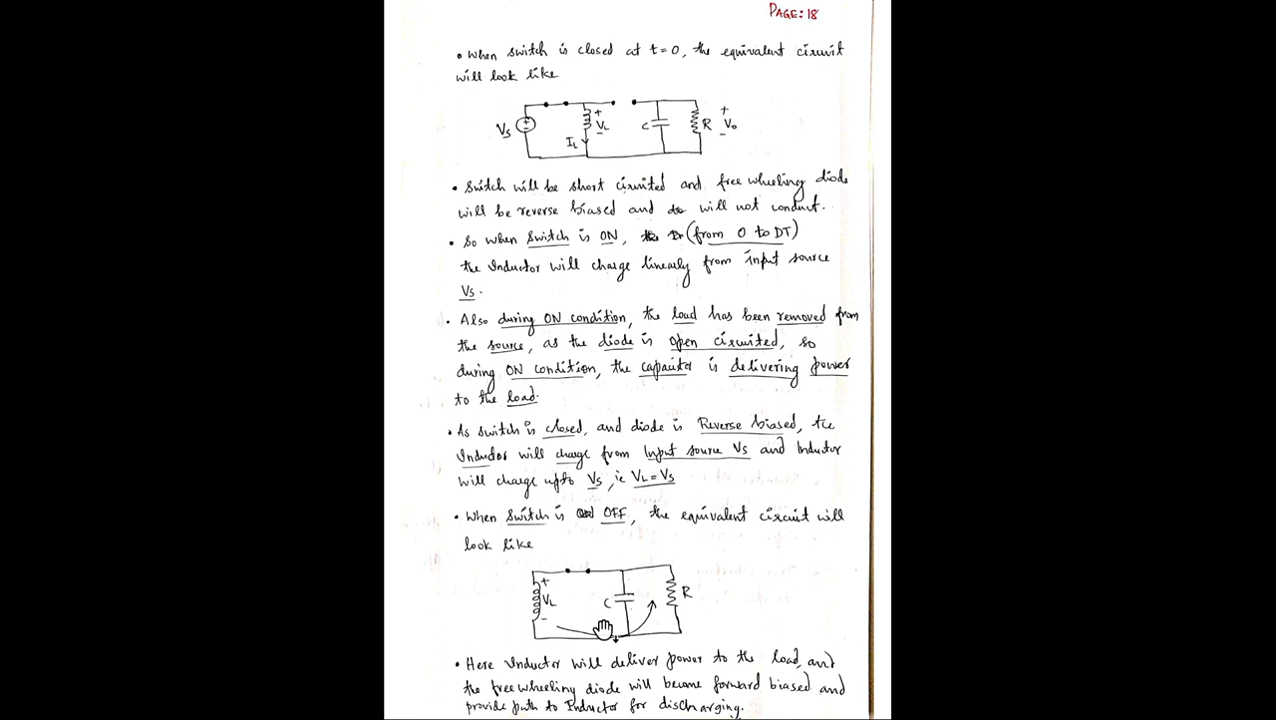 PAGE: 18
• When switch is closed at t=0, the equivalent circuit
will look like
Vs + VL - IL C R + Vo -
• Switch will be short circuited and free wheeling diode
will be reverse biased and will not conduct.
• So when switch is ON, (from 0 to DT)
the Inductor will charge linearly from input source
Vs.
• Also during ON condition, the load has been removed from
the source, as the diode is open circuited, so
during ON condition, the capacitor is delivering power
to the load.
• As switch is closed, and diode is Reverse biased, the
Inductor will charge from Input source Vs and Inductor
will charge upto Vs, ie VL = Vs
• When switch is OFF, the equivalent circuit will
look like
+ VL - C R
• Here Inductor will deliver power to the load, and
the freewheeling diode will become forward biased and
provide path to Inductor for discharging.